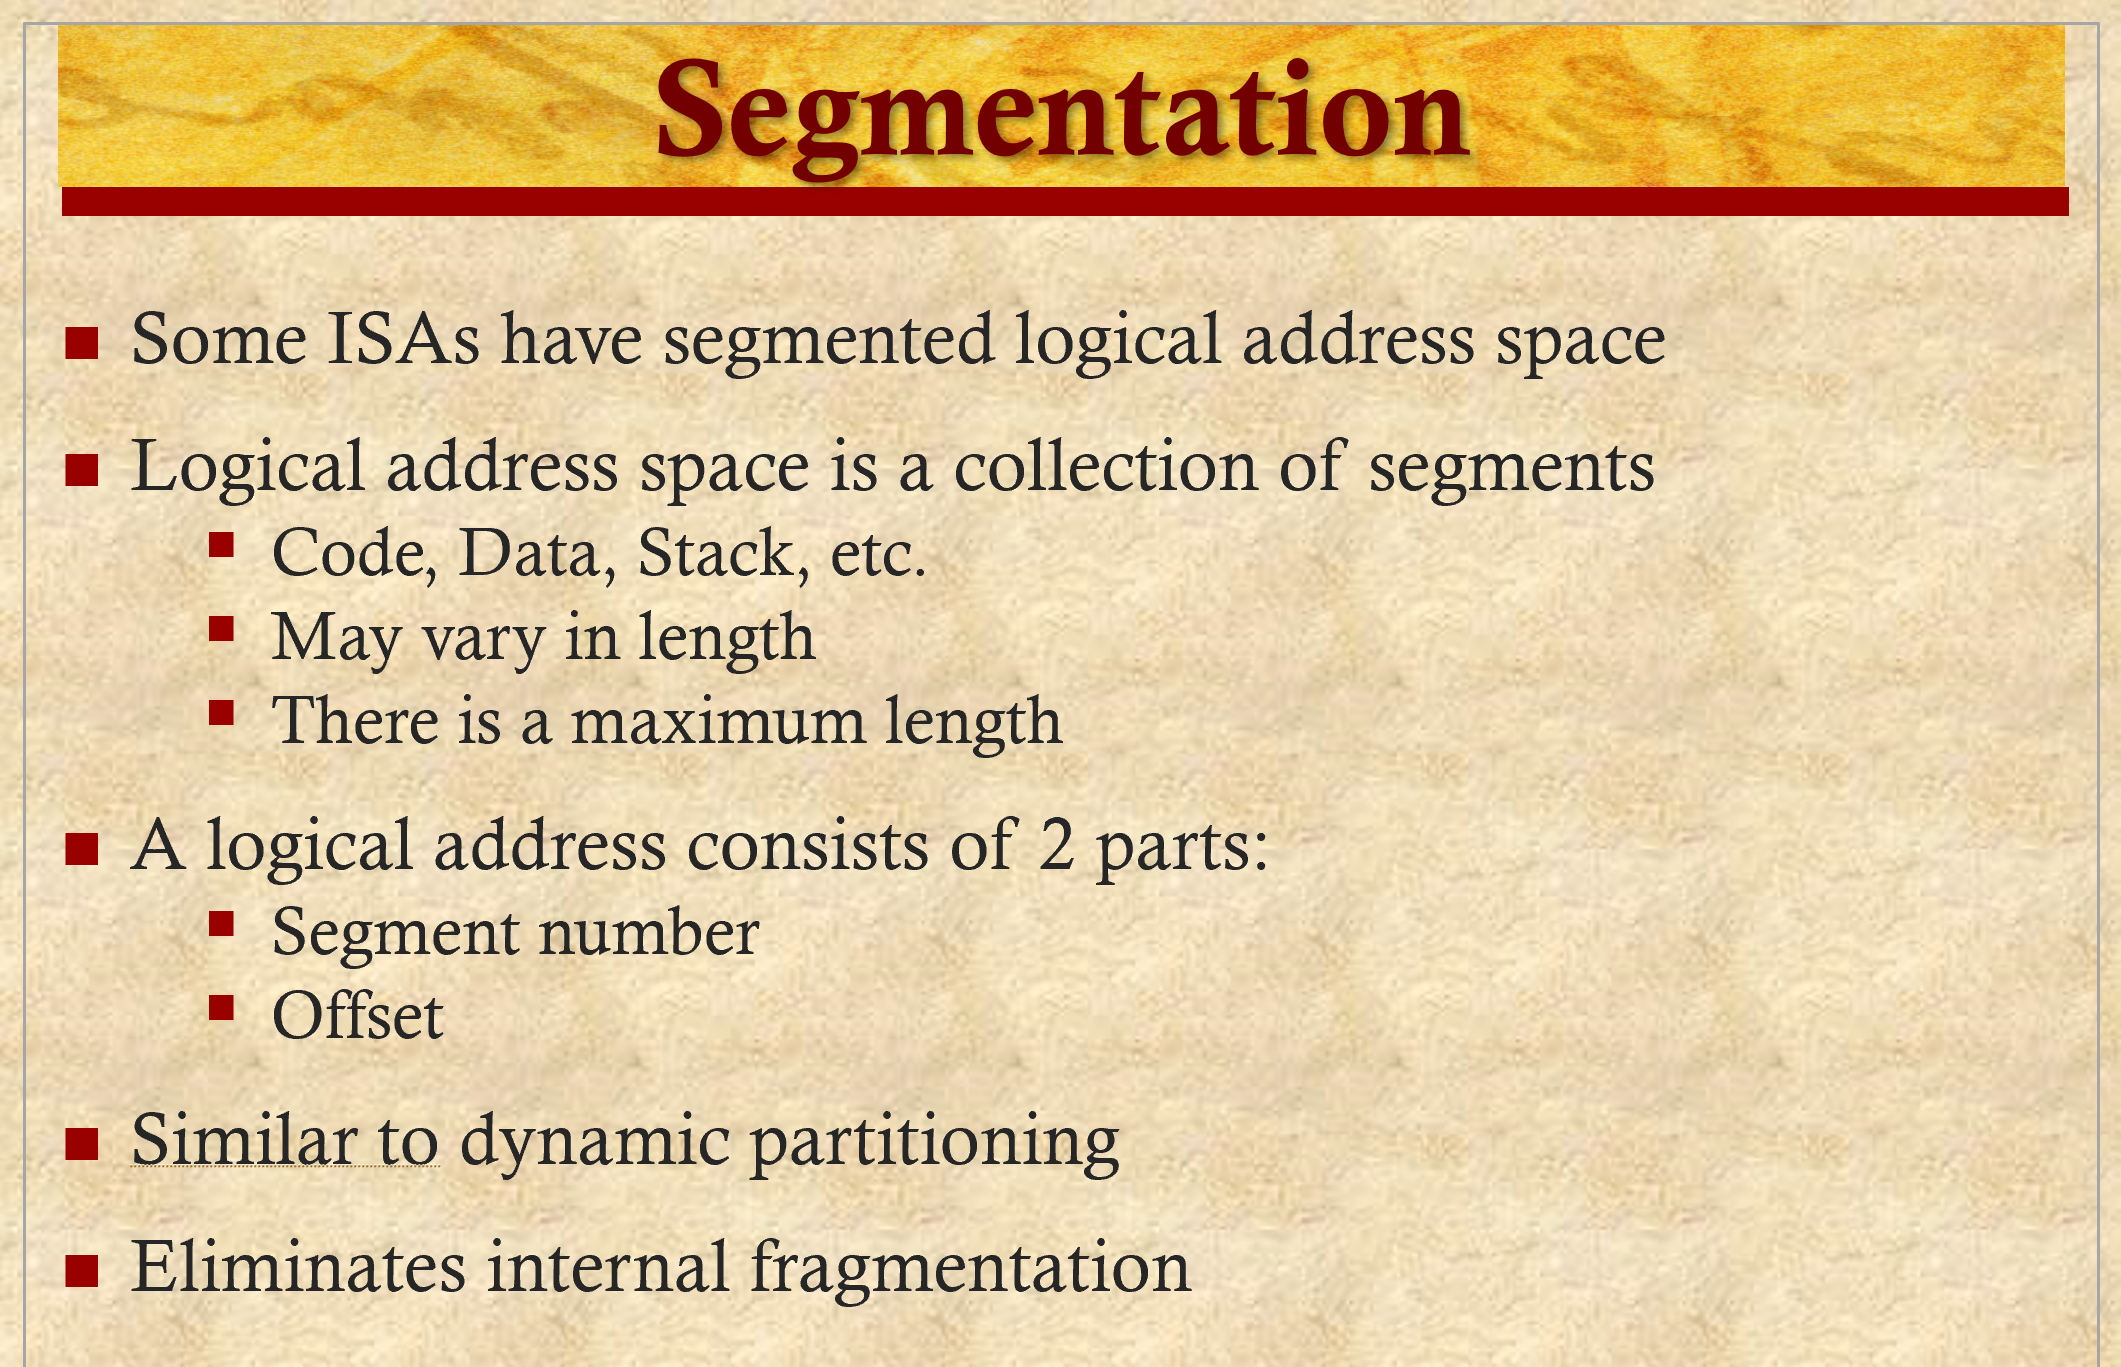 Segmentation
Some ISAs have segmented logical address space
Logical address space is a collection of segments
Code, Data, Stack, etc.
May vary in length
There is a maximum length
A logical address consists of 2 parts:
Segment number
Offset
Similar to dynamic partitioning
Eliminates internal fragmentation